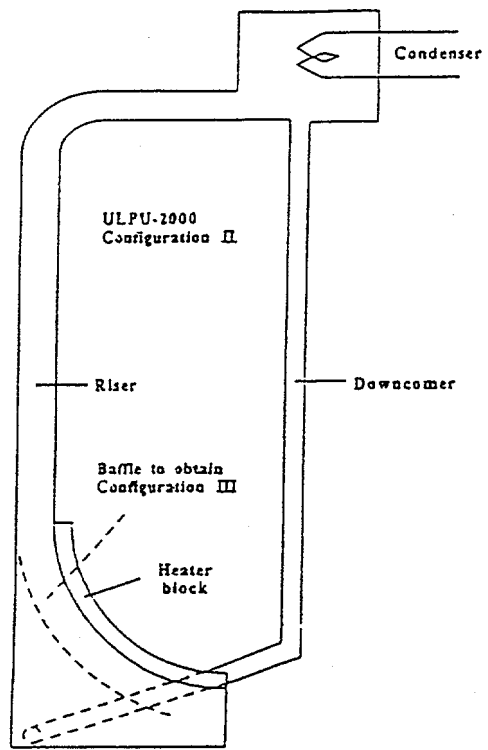 Condenser
ULPU-2000
Configuration II
Riser
Downcomer
Baffle to obtain
Configuration III
Heater
block